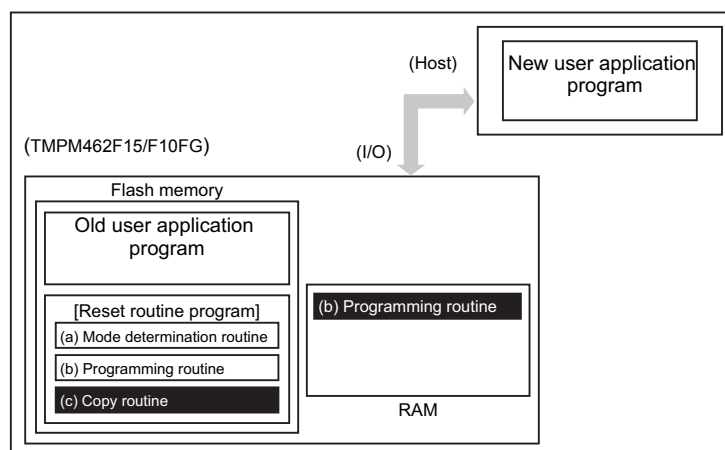 (Host)
New user application
program
(TMPM462F15/F10FG)
(I/O)
Flash memory
Old user application
program
[Reset routine program]
(a) Mode determination routine
(b) Programming routine
(c) Copy routine
(b) Programming routine
RAM